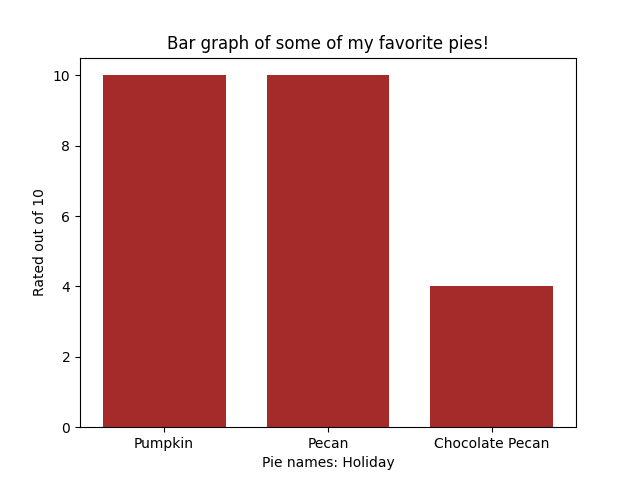 Bar graph of some of my favorite pies!
Rated out of 10
10
8
6
4
2
0
Pumpkin Pecan Chocolate Pecan
Pie names: Holiday